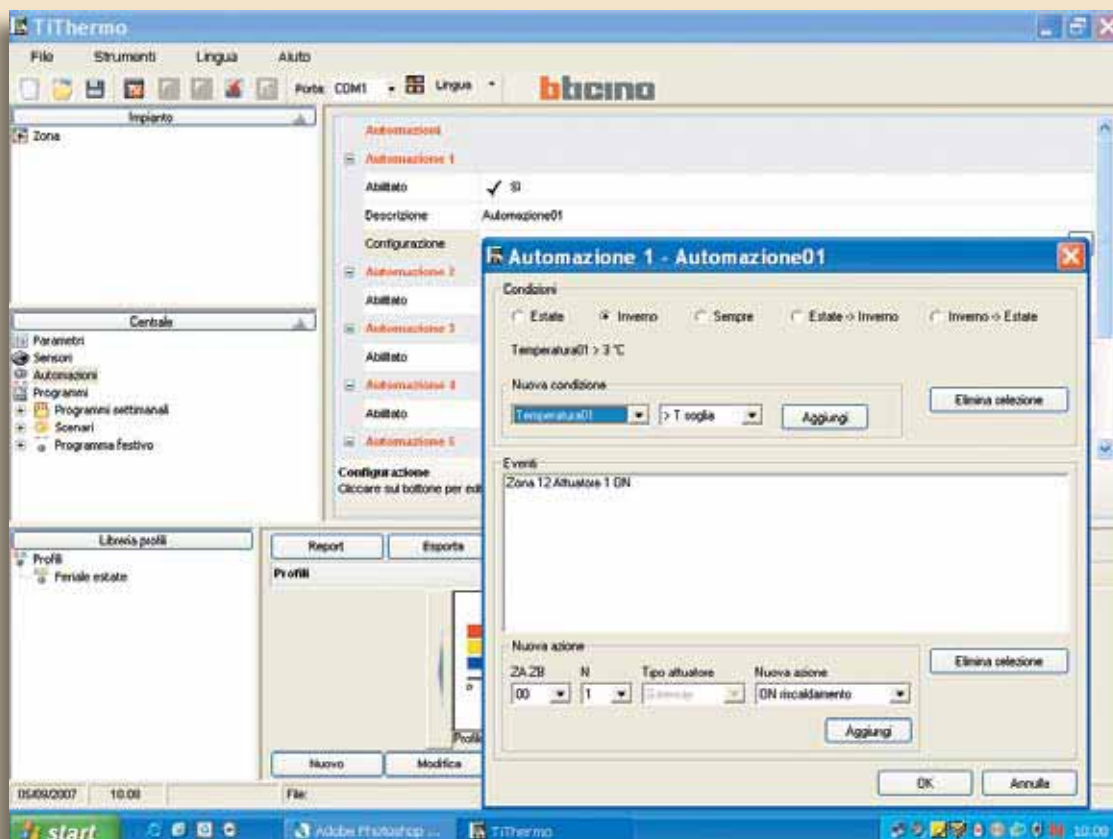 TiThermo
File Strumenti Lingua Aiuto
Porta: COM1 Lingua bticino
Impianto
Zona
Centrale
Parametri
Sensori
Automazioni
Programmi
Programmi settimanali
Scenari
Programma festivo
Automazioni
Automazione 1
Abilitato Sì
Descrizione Automazione01
Configurazione
Automazione 2
Abilitato
Automazione 3
Abilitato
Automazione 4
Abilitato
Automazione 5
Configurazione
Cliccare sul bottone per edi
Libreria profili
Profili
Feriale estate
Report Esporta
Profili
Profilo
Nuovo Modifica
05/09/2007 10.08 File:
Automazione 1 - Automazione01
Condizioni
Estate Inverno Sempre Estate -> Inverno Inverno -> Estate
Temperatura01 > 3 °C
Nuova condizione
Temperatura01 > T soglia Aggiungi
Elimina selezione
Eventi
Zona 12 Attuatore 1 ON
Nuova azione
ZA ZB N Tipo attuatore Nuova azione
00 1 ON riscaldamento
Aggiungi
Elimina selezione
OK Annulla
start Adobe Photoshop ... TiThermo 10.08